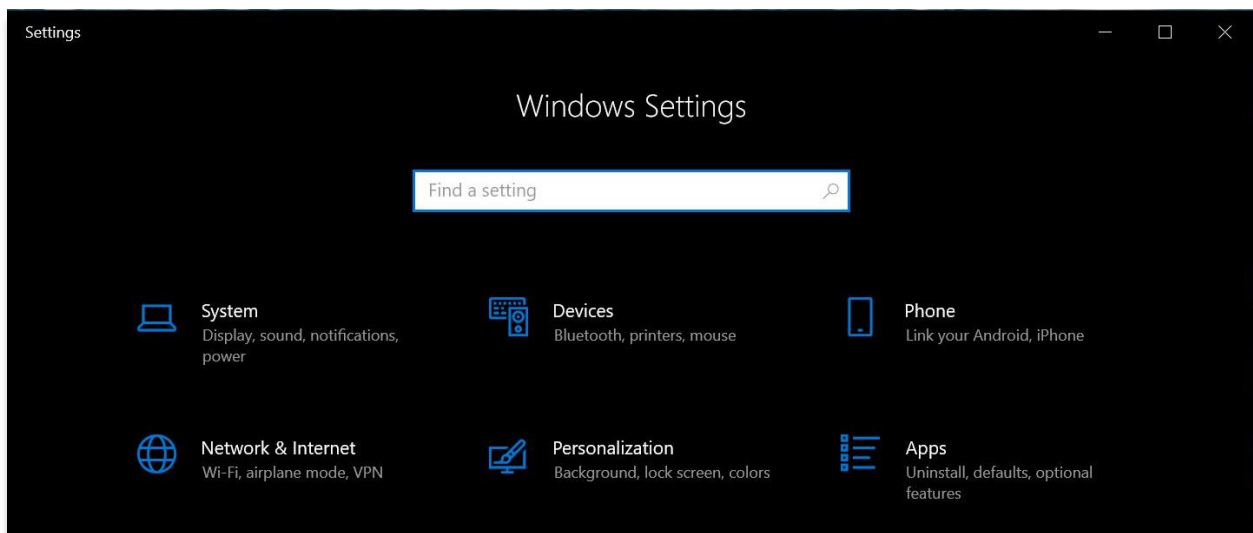 Settings
Windows Settings
Find a setting
System
Display, sound, notifications,
power
Devices
Bluetooth, printers, mouse
Phone
Link your Android, iPhone
Network & Internet
Wi-Fi, airplane mode, VPN
Personalization
Background, lock screen, colors
Apps
Uninstall, defaults, optional
features